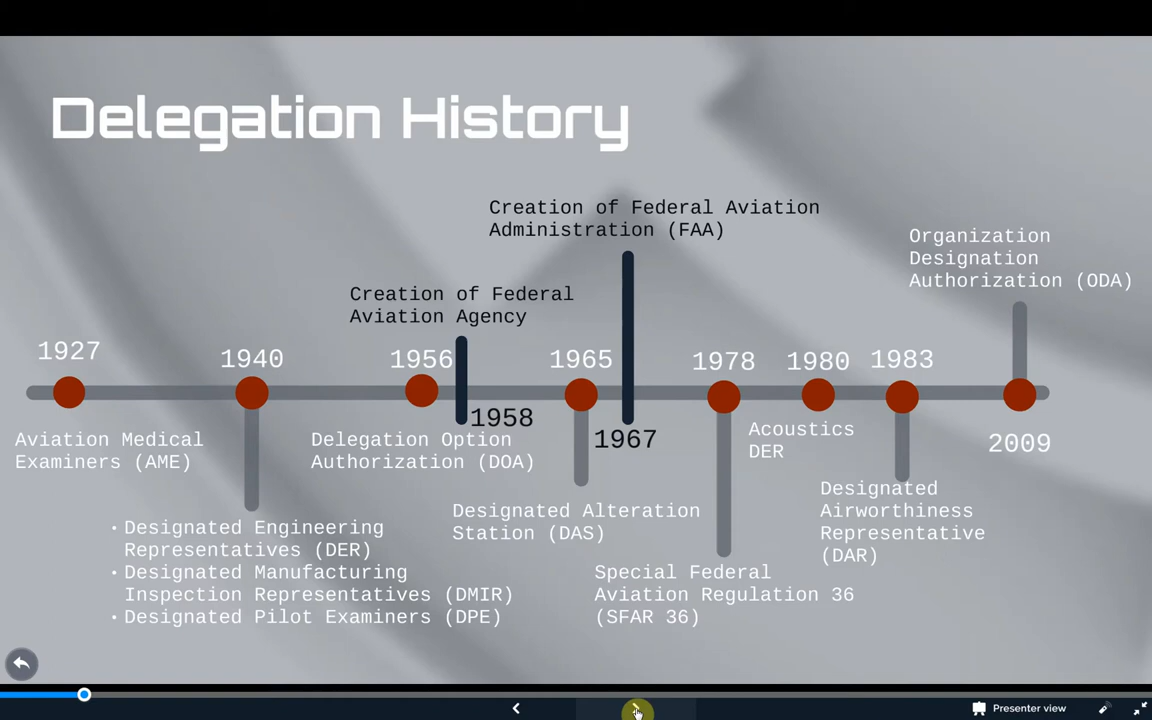 Delegation History
Creation of Federal Aviation
Administration (FAA)
Organization
Designation
Authorization (ODA)
Creation of Federal
Aviation Agency
1927
1940
1956
1965
1978
1980
1983
1958
1967
2009
Aviation Medical
Examiners (AME)
Delegation Option
Authorization (DOA)
Acoustics
DER
Designated Alteration
Station (DAS)
Designated
Airworthiness
Representative
(DAR)
• Designated Engineering
Representatives (DER)
• Designated Manufacturing
Inspection Representatives (DMIR)
• Designated Pilot Examiners (DPE)
Special Federal
Aviation Regulation 36
(SFAR 36)
Presenter view